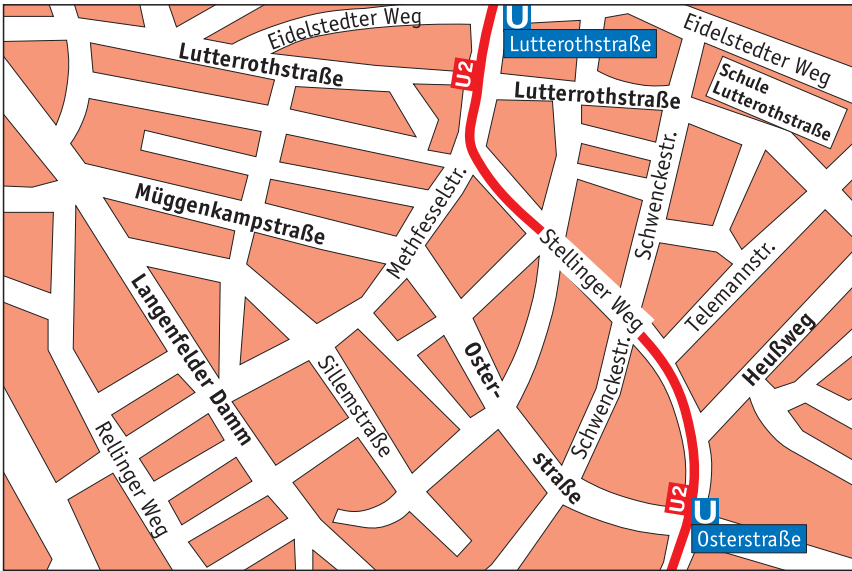 U
Lutterothstraße
Eidelstedter Weg
Eidelstedter Weg
Lutterrothstraße
U2
Lutterrothstraße
Schule
Lutterothstraße
Schwenckestr.
Methfesselstr.
Müggenkampstraße
Stellinger Weg
Telemannstr.
Langenfelder Damm
Heußweg
Oster-
straße
Sillemstraße
Schwenckestr.
Rellinger Weg
U2
U
Osterstraße